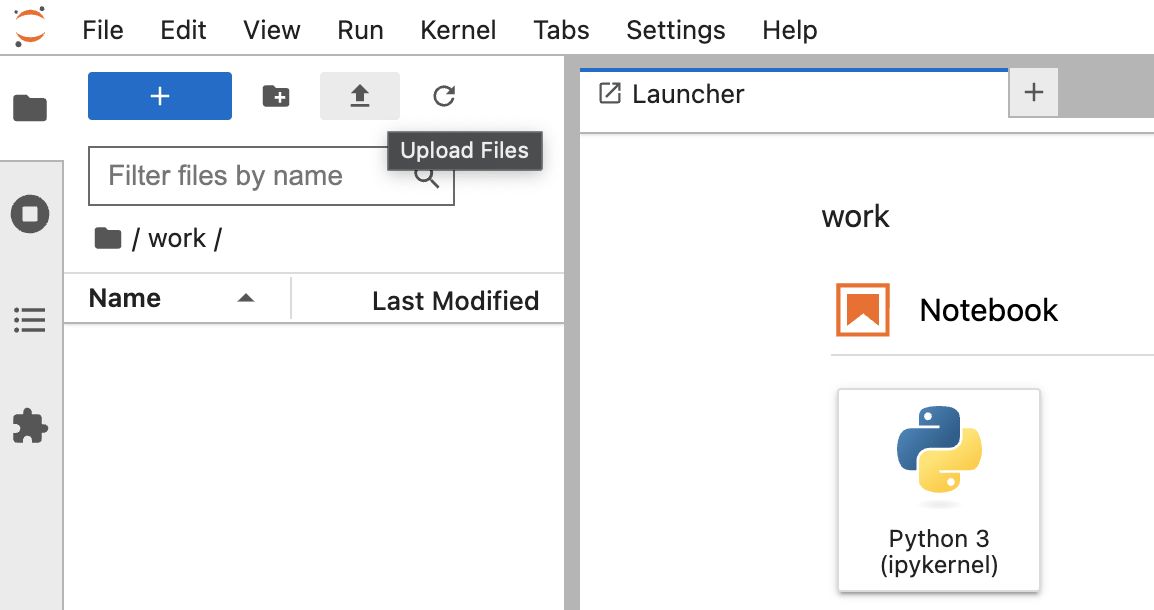 File Edit View Run Kernel Tabs Settings Help
Launcher
Upload Files
Filter files by name
/ work /
Name Last Modified
work
Notebook
Python 3
(ipykernel)